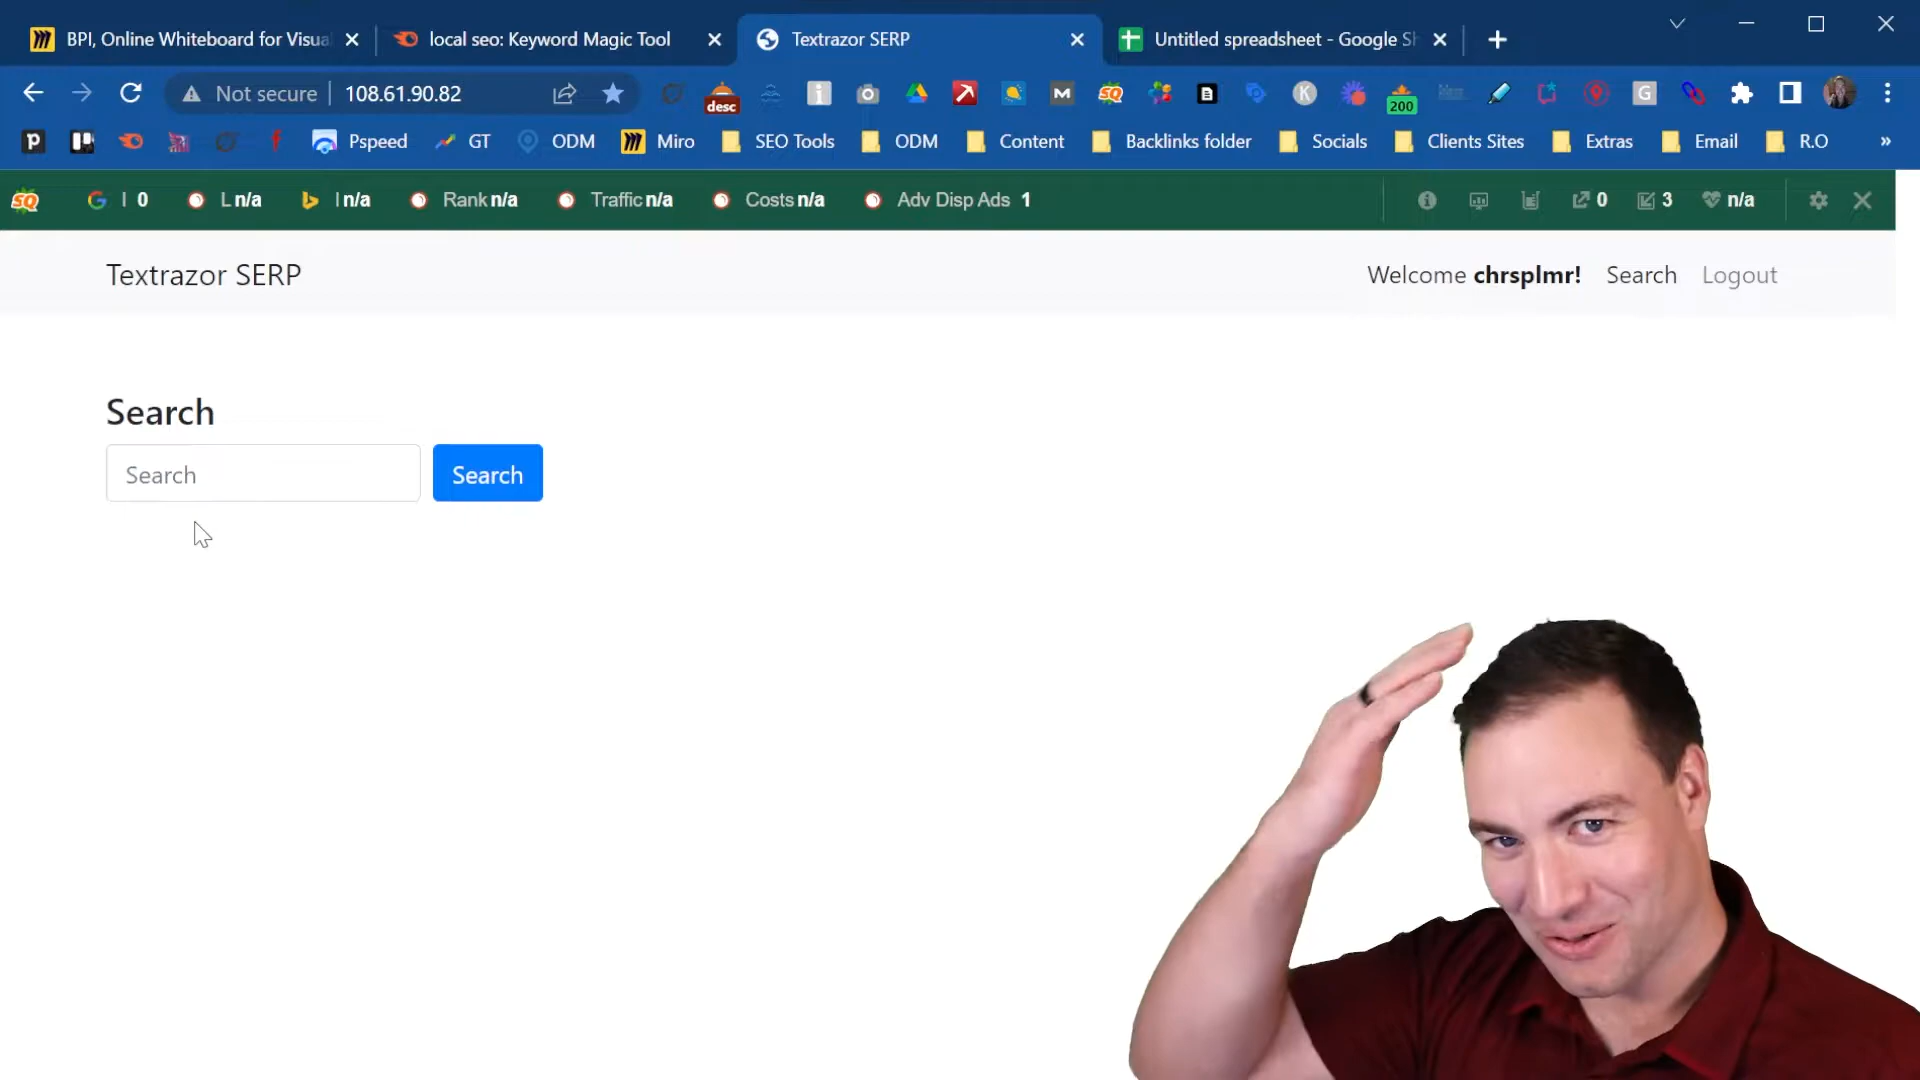 BPI, Online Whiteboard for Visua
local seo: Keyword Magic Tool
Textrazor SERP
Untitled spreadsheet - Google Sh
Not secure
108.61.90.82
desc
200
Pspeed
GT
ODM
Miro
SEO Tools
ODM
Content
Backlinks folder
Socials
Clients Sites
Extras
Email
R.O
»
SQ
I 0
L n/a
I n/a
Rank n/a
Traffic n/a
Costs n/a
Adv Disp Ads 1
0
3
n/a
Textrazor SERP
Welcome chrsplmr!
Search
Logout
Search
Search
Search